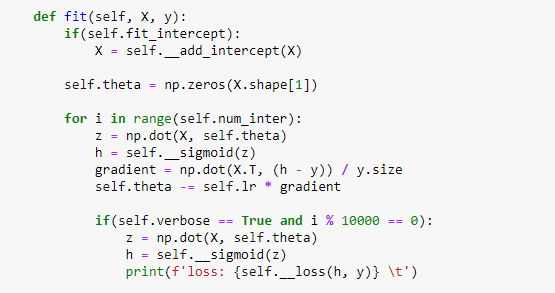 def fit(self, X, y):
    if(self.fit_intercept):
        X = self.__add_intercept(X)
    self.theta = np.zeros(X.shape[1])
    for i in range(self.num_inter):
        z = np.dot(X, self.theta)
        h = self.__sigmoid(z)
        gradient = np.dot(X.T, (h - y)) / y.size
        self.theta -= self.lr * gradient
        if(self.verbose == True and i % 10000 == 0):
            z = np.dot(X, self.theta)
            h = self.__sigmoid(z)
            print(f'loss: {self.__loss(h, y)} \t')